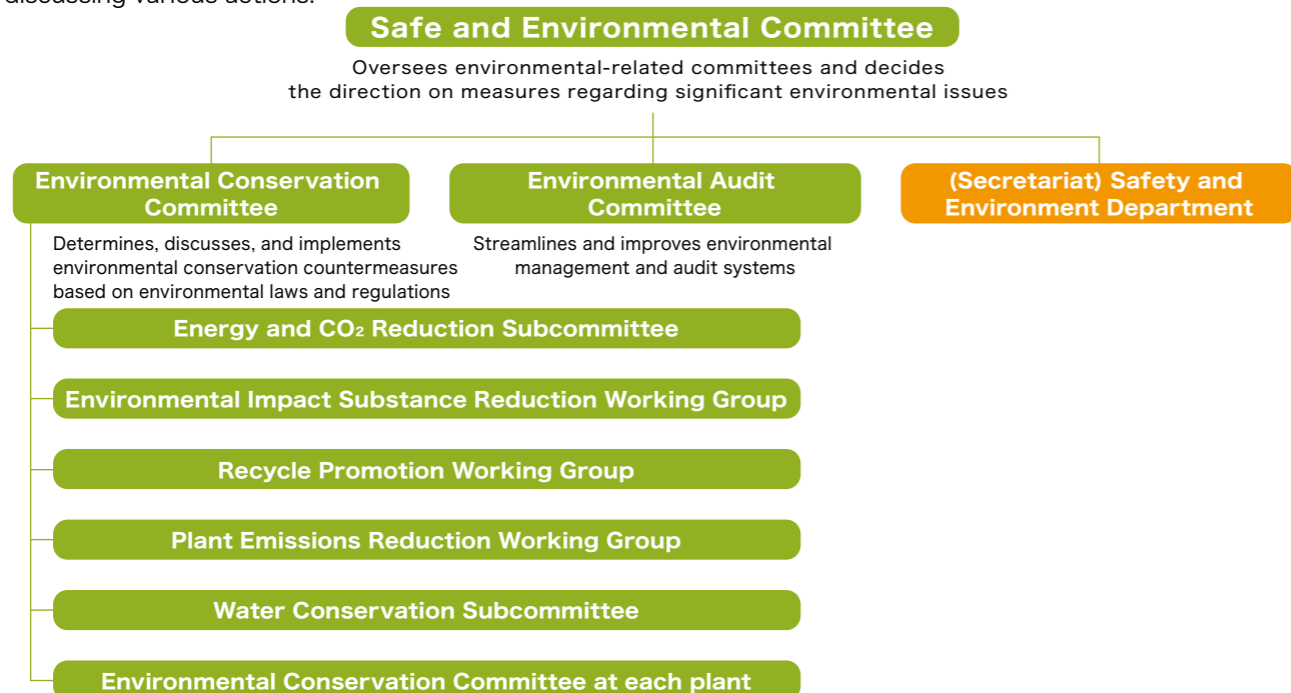 discussing various actions.
Safe and Environmental Committee
Oversees environmental-related committees and decides
the direction on measures regarding significant environmental issues
Environmental Conservation
Committee
Determines, discusses, and implements
environmental conservation countermeasures
based on environmental laws and regulations
Environmental Audit
Committee
Streamlines and improves environmental
management and audit systems
(Secretariat) Safety and
Environment Department
Energy and CO₂ Reduction Subcommittee
Environmental Impact Substance Reduction Working Group
Recycle Promotion Working Group
Plant Emissions Reduction Working Group
Water Conservation Subcommittee
Environmental Conservation Committee at each plant